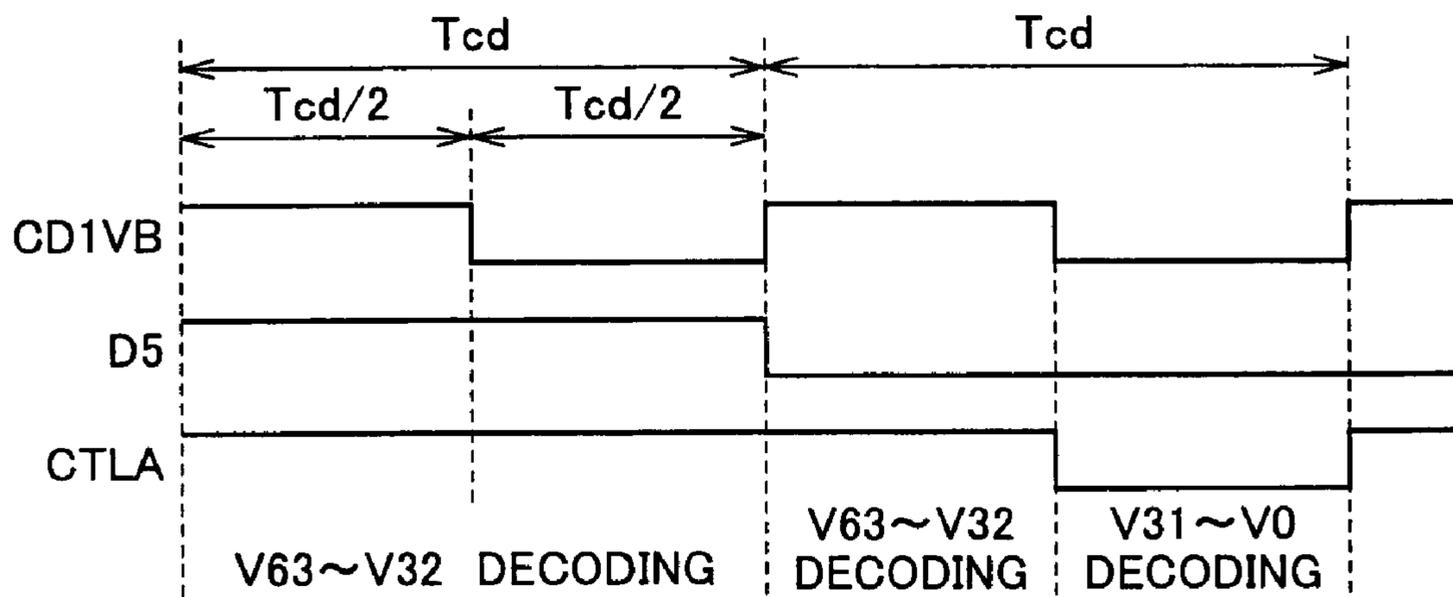 Tcd
Tcd
Tcd/2
Tcd/2
CD1VB
D5
CTLA
V63～V32 DECODING
V63～V32
DECODING
V31～V0
DECODING